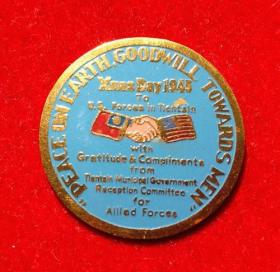 "PEACE ON EARTH, GOODWILL TOWARDS MEN"
Xmas Day 1945
To
U.S. Forces in Tientsin
with
Gratitude & Compliments
from
Tientsin Municipal Government
Reception Committee
for
Allied Forces